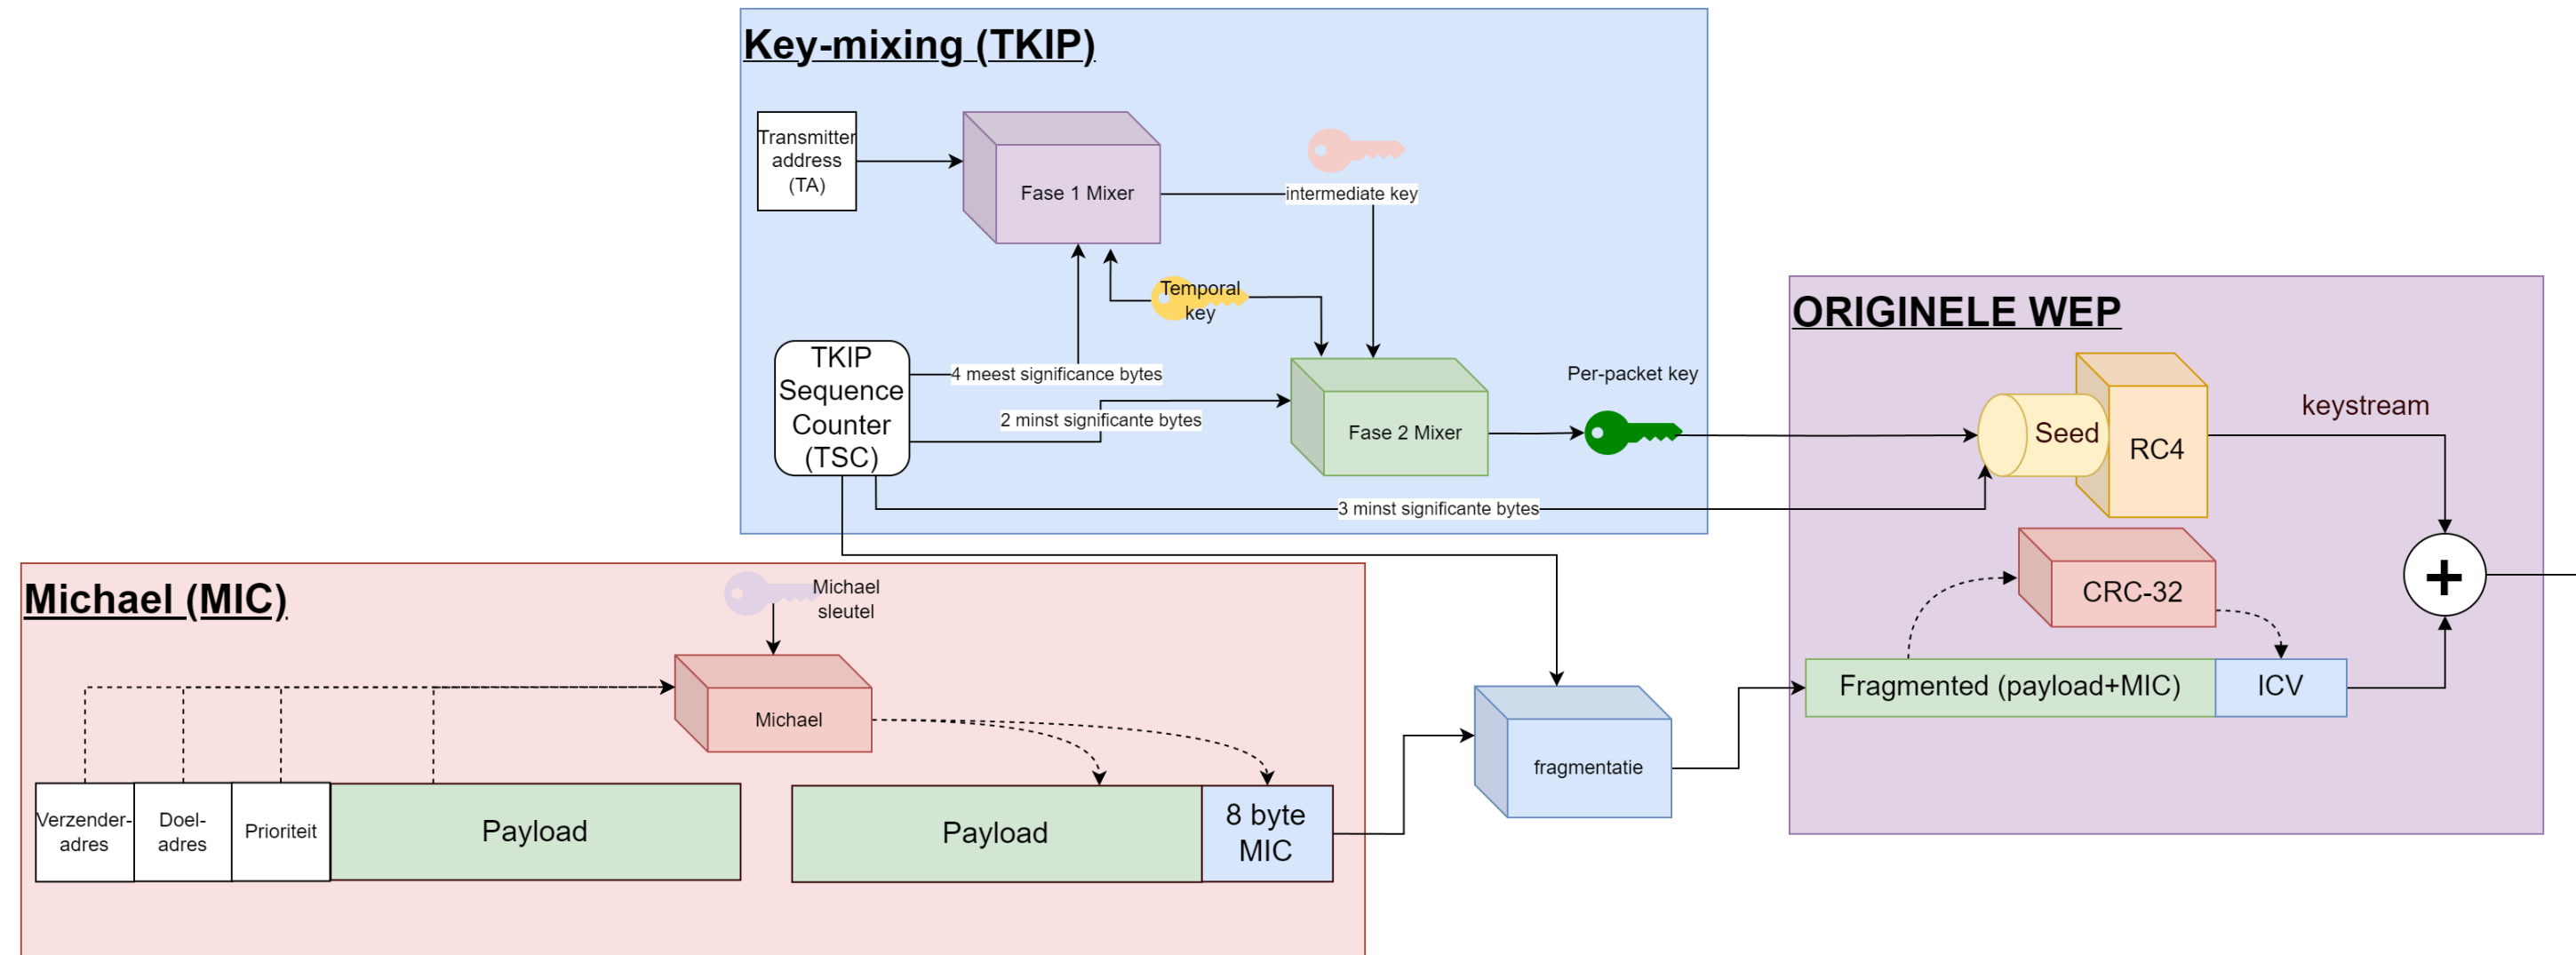 Key-mixing (TKIP)
Transmitter
address
(TA)
Fase 1 Mixer
intermediate key
Temporal
key
TKIP
Sequence
Counter
(TSC)
4 meest significance bytes
2 minst significante bytes
Fase 2 Mixer
Per-packet key
3 minst significante bytes
ORIGINELE WEP
Seed
RC4
keystream
CRC-32
+
Fragmented (payload+MIC)
ICV
Michael (MIC)
Michael
sleutel
Michael
Verzender-
adres
Doel-
adres
Prioriteit
Payload
Payload
8 byte
MIC
fragmentatie